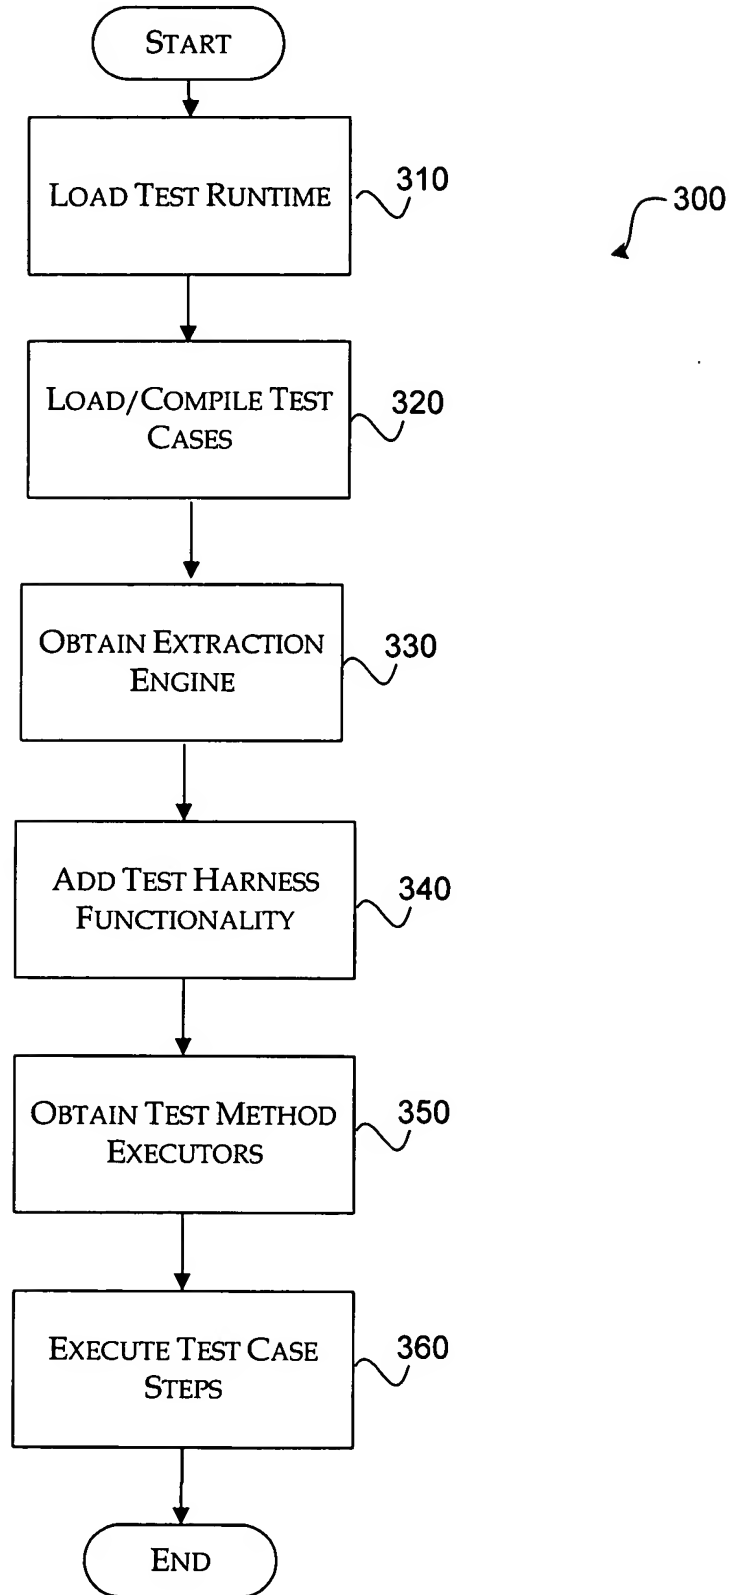 START
LOAD TEST RUNTIME
310
300
LOAD/COMPILE TEST
CASES
320
OBTAIN EXTRACTION
ENGINE
330
ADD TEST HARNESS
FUNCTIONALITY
340
OBTAIN TEST METHOD
EXECUTORS
350
EXECUTE TEST CASE
STEPS
360
END